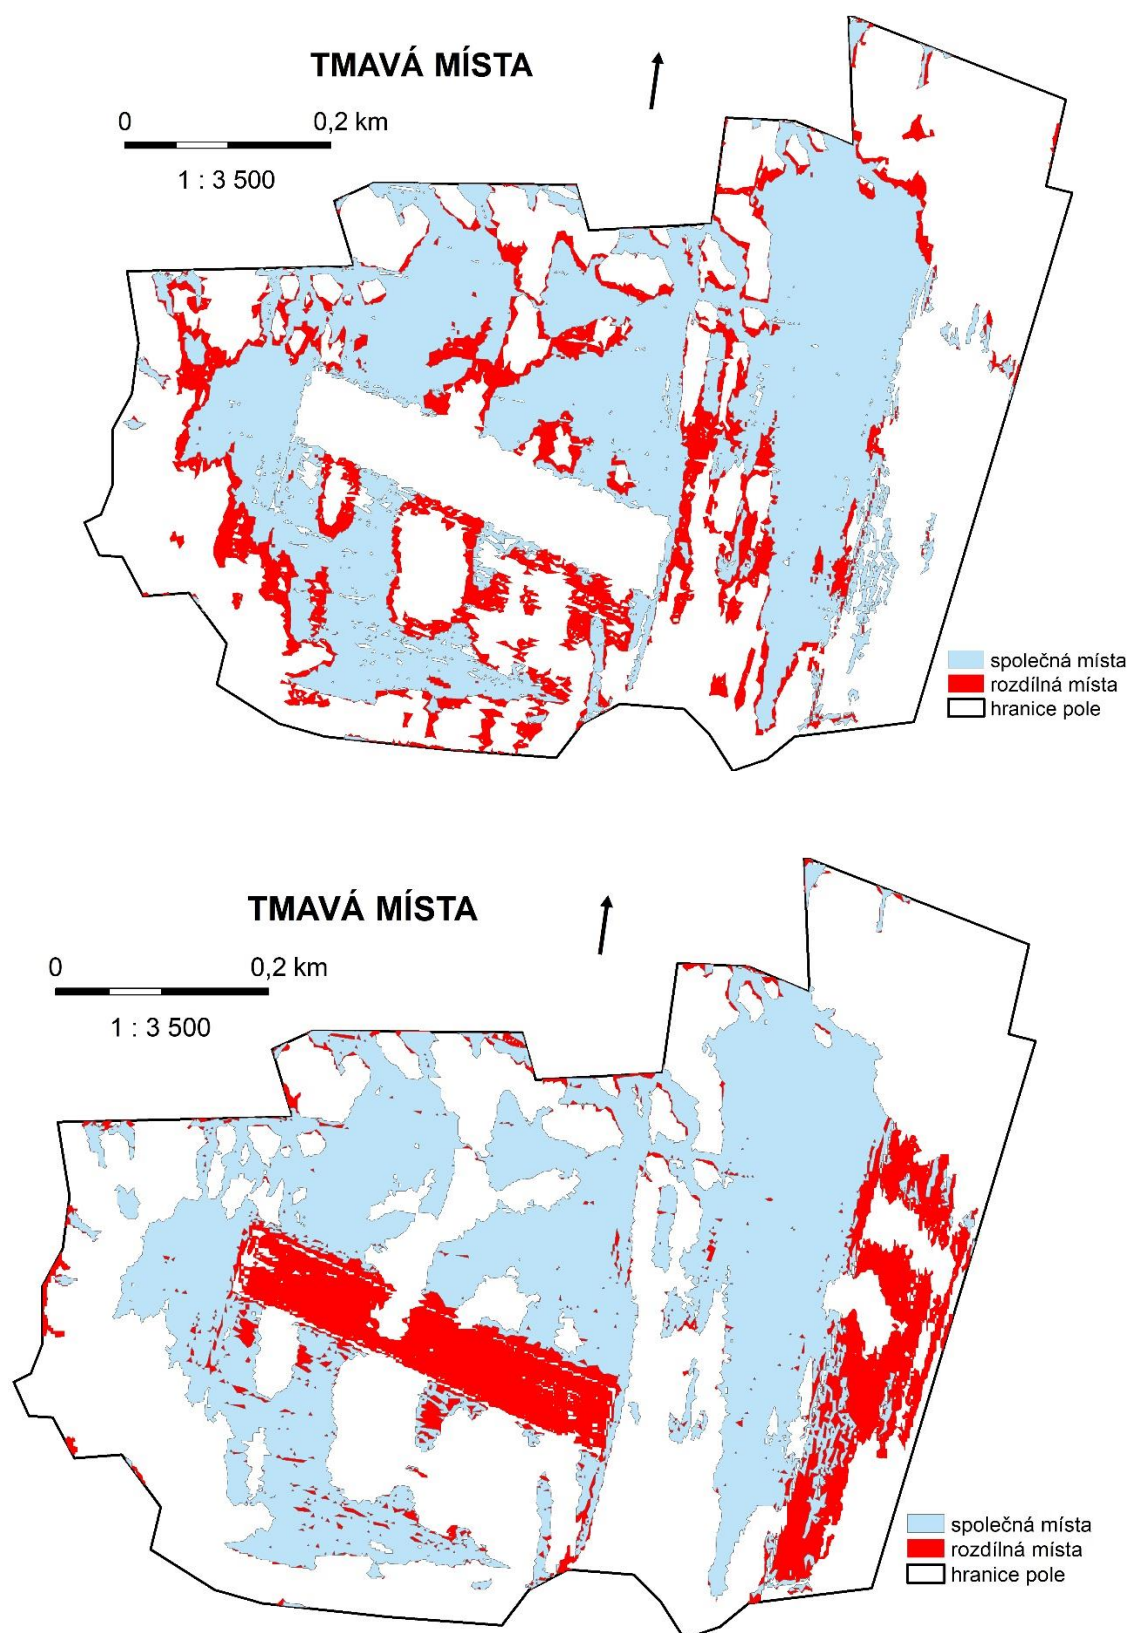 TMAVÁ MÍSTA
0 0,2 km
1 : 3 500
společná místa
rozdílná místa
hranice pole
TMAVÁ MÍSTA
0 0,2 km
1 : 3 500
společná místa
rozdílná místa
hranice pole